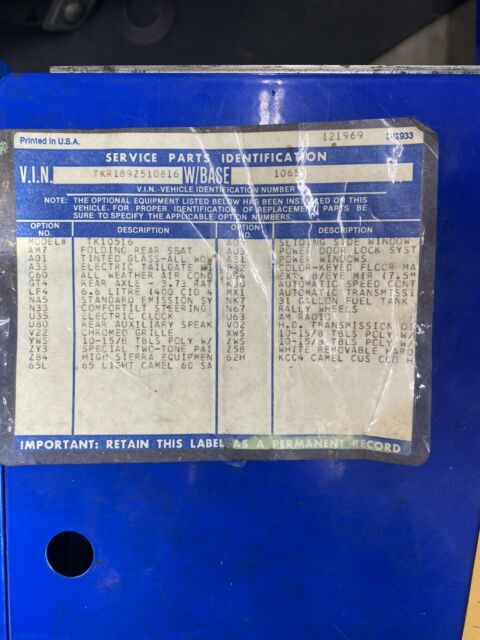 Printed in U.S.A. 121969 342933
SERVICE PARTS IDENTIFICATION
V.I.N. TKR189Z510816 W/BASE 1065
V.I.N.-VEHICLE IDENTIFICATION NUMBER
NOTE: THE OPTIONAL EQUIPMENT LISTED BELOW HAS BEEN INSTALLED ON THIS
VEHICLE. FOR PROPER IDENTIFICATION OF REPLACEMENT PARTS BE
SURE TO SPECIFY THE APPLICABLE OPTION NUMBERS.
OPTION NO. DESCRIPTION OPTION NO. DESCRIPTION
MODEL# TK10516 SLIDING SIDE WINDOW
AM7 FOLDING REAR SEAT AU3 POWER DOOR LOCK SYST
A01 TINTED GLASS-ALL WDW A31 POWER WINDOWS
A33 ELECTRIC TAILGATE WI B32 COLOR-KEYED FLOOR MA
C60 ALL WEATHER AIR COND EXT. B/EYE MIR (7.5"
GT4 REAR AXLE - 3.73 RAT K30 AUTOMATIC SPEED CONT
LF4 6.6 LITRE (400 CID 4 MX1 AUTOMATIC TRANSMISSI
NA5 STANDARD EMISSION SY NK7 31 GALLON FUEL TANK
N33 COMFORTILT STEERING N67 RALLY WHEELS
U35 ELECTRIC CLOCK U63 AM RADIO
U80 REAR AUXILIARY SPEAK V02 H.C. TRANSMISSION OI
V22 CHROMED GRILLE XWS 10-15/B TBLS POLY W/
YWS 10-15/B TBLS POLY W/ ZWS 10-15/B TBLS POLY W/
ZY3 SPECIAL TWO-TONE PAI Z58 WHITE REMOVABLE HARD
Z84 HIGH SIERRA EQUIPMEN 62H KCC4 CAMEL CUS CLO H
65L 65 LIGHT CAMEL 60 SA
IMPORTANT: RETAIN THIS LABEL AS A PERMANENT RECORD